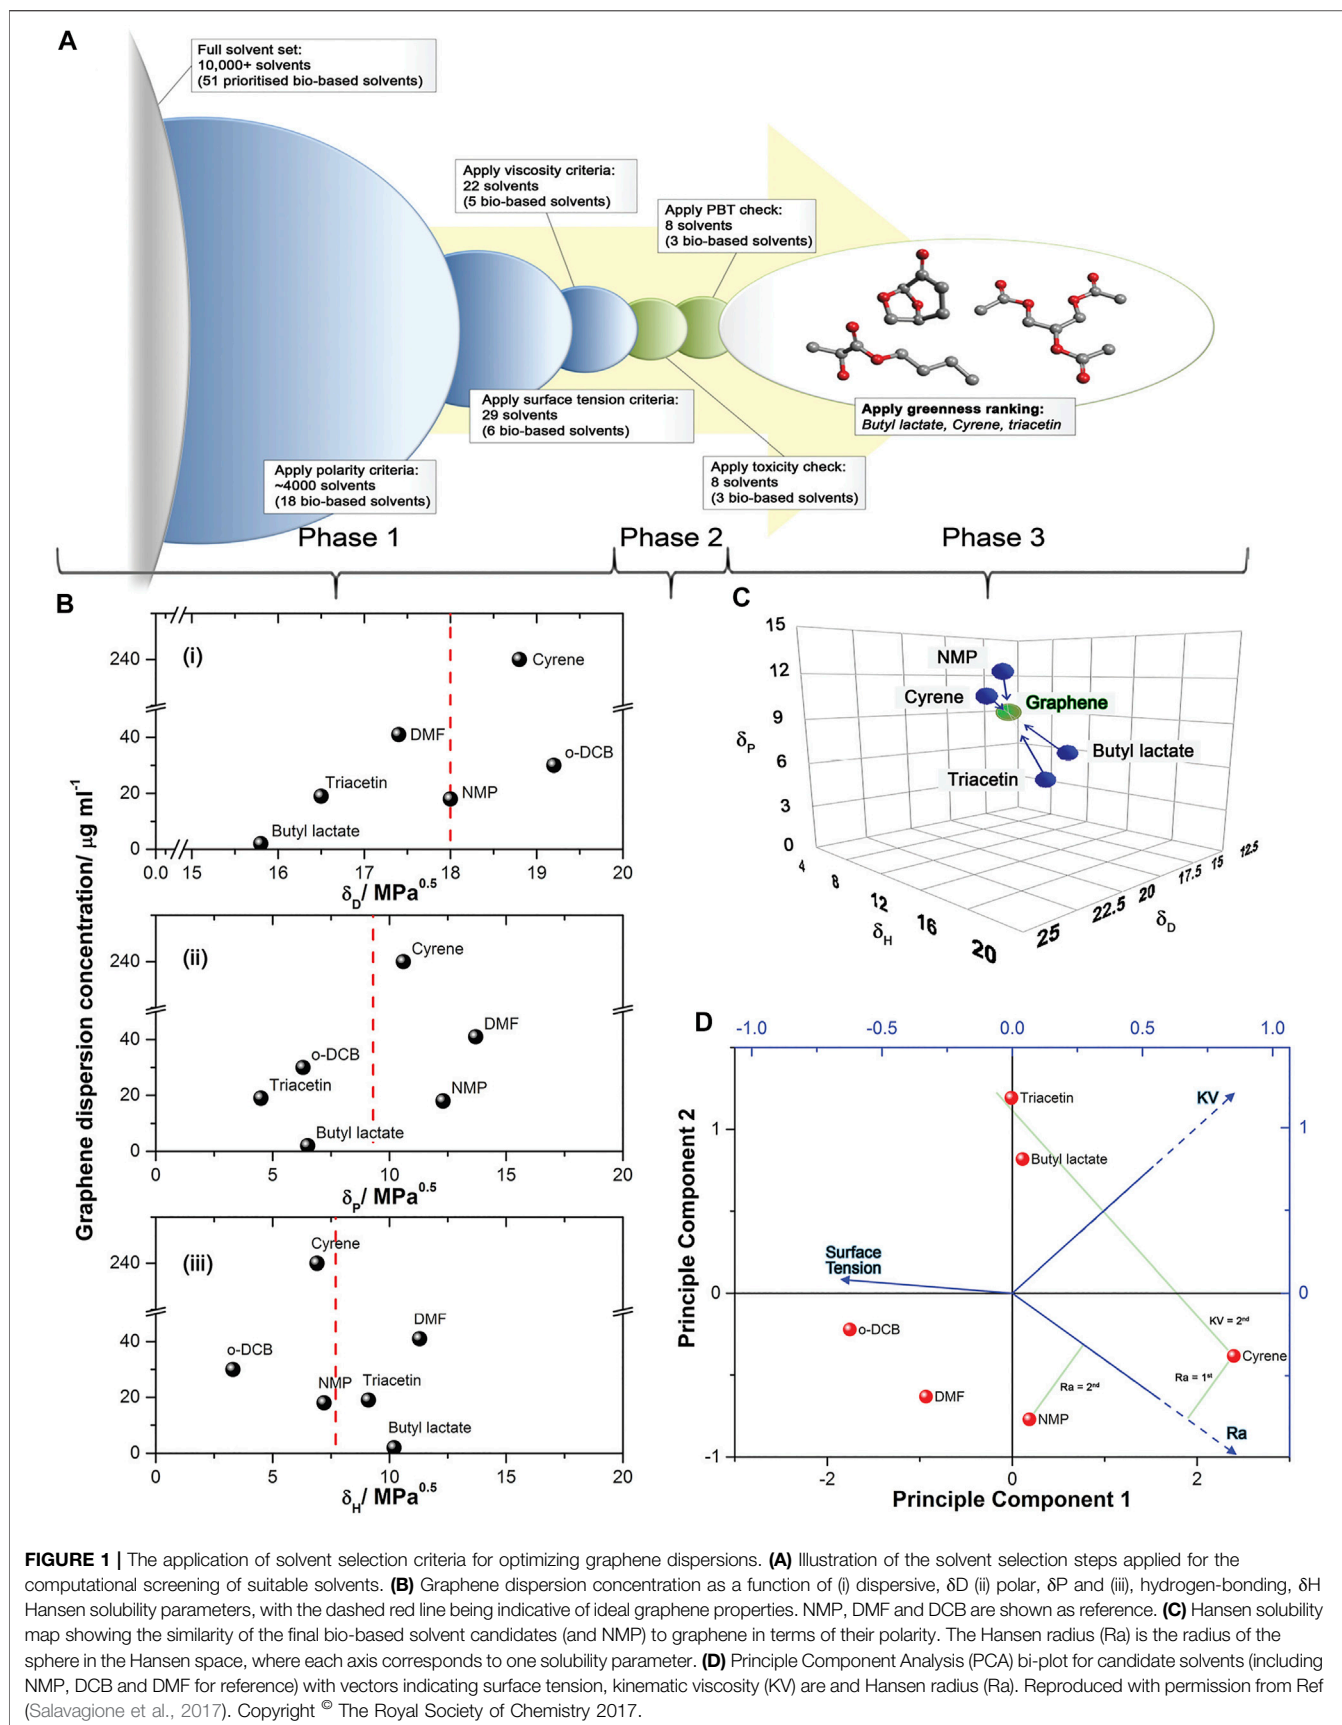 A
Full solvent set:
10,000+ solvents
(51 prioritised bio-based solvents)
Apply viscosity criteria:
22 solvents
(5 bio-based solvents)
Apply PBT check:
8 solvents
(3 bio-based solvents)
Apply surface tension criteria:
29 solvents
(6 bio-based solvents)
Apply greenness ranking:
Butyl lactate, Cyrene, triacetin
Apply polarity criteria:
~4000 solvents
(18 bio-based solvents)
Apply toxicity check:
8 solvents
(3 bio-based solvents)
Phase 1
Phase 2
Phase 3
B
Graphene dispersion concentration/ µg ml⁻¹
(i)
240
40
20
0
Cyrene
DMF
o-DCB
Triacetin
NMP
Butyl lactate
0.0 15 16 17 18 19 20
δD/ MPa⁰·⁵
(ii)
240
40
20
0
Cyrene
DMF
o-DCB
Triacetin
NMP
Butyl lactate
0 5 10 15 20
δP/ MPa⁰·⁵
(iii)
240
40
20
0
Cyrene
DMF
o-DCB
NMP
Triacetin
Butyl lactate
0 5 10 15 20
δH/ MPa⁰·⁵
C
15
12
9
6
3
0
δP
NMP
Cyrene
Graphene
Butyl lactate
Triacetin
4 8 12 16 20
δH
25 22.5 20 17.5 15 12.5
δD
D
-1.0 -0.5 0.0 0.5 1.0
Principle Component 2
1
0
-1
1
0
Triacetin
KV
Butyl lactate
Surface
Tension
KV = 2nd
o-DCB
Cyrene
Ra = 1st
Ra = 2nd
DMF
NMP
Ra
-2 0 2
Principle Component 1
FIGURE 1 | The application of solvent selection criteria for optimizing graphene dispersions. (A) Illustration of the solvent selection steps applied for the
computational screening of suitable solvents. (B) Graphene dispersion concentration as a function of (i) dispersive, δD (ii) polar, δP and (iii), hydrogen-bonding, δH
Hansen solubility parameters, with the dashed red line being indicative of ideal graphene properties. NMP, DMF and DCB are shown as reference. (C) Hansen solubility
map showing the similarity of the final bio-based solvent candidates (and NMP) to graphene in terms of their polarity. The Hansen radius (Ra) is the radius of the
sphere in the Hansen space, where each axis corresponds to one solubility parameter. (D) Principle Component Analysis (PCA) bi-plot for candidate solvents (including
NMP, DCB and DMF for reference) with vectors indicating surface tension, kinematic viscosity (KV) are and Hansen radius (Ra). Reproduced with permission from Ref
(Salavagione et al., 2017). Copyright © The Royal Society of Chemistry 2017.